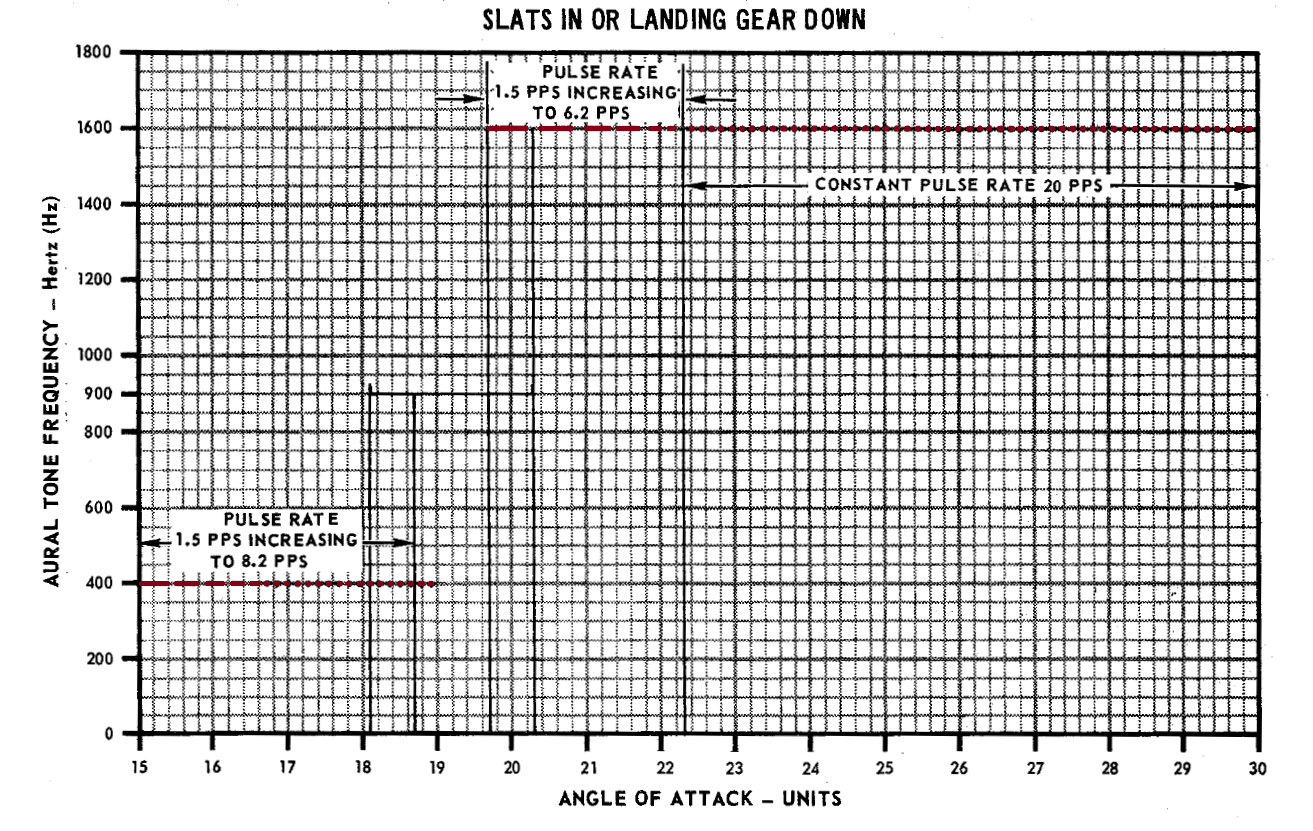 SLATS IN OR LANDING GEAR DOWN
1800
1600
1400
1200
1000
900
800
600
400
200
0
AURAL TONE FREQUENCY – Hertz (Hz)
PULSE RATE
1.5 PPS INCREASING
TO 6.2 PPS
CONSTANT PULSE RATE 20 PPS
PULSE RATE
1.5 PPS INCREASING
TO 8.2 PPS
15 16 17 18 19 20 21 22 23 24 25 26 27 28 29 30
ANGLE OF ATTACK – UNITS